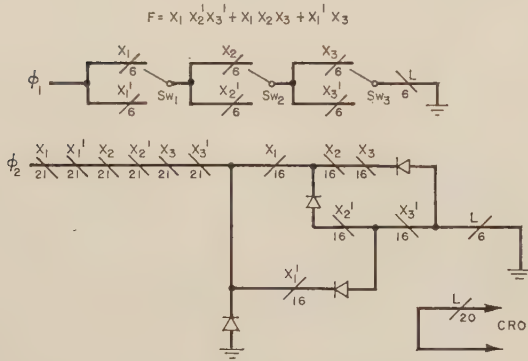 F = X1 X2' X3' + X1 X2 X3 + X1' X3
X1 X2 X3 L
Φ1 6 6 6 6
X1' Sw1 X2' Sw2 X3' Sw3
6 6 6
X1 X1' X2 X2' X3 X3' X1 X2 X3
Φ2 21 21 21 21 21 21 16 16 16
X2' X3' L
16 16 6
X1'
16
L
20 CRO